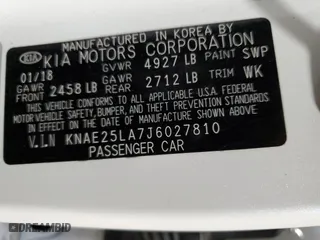 MANUFACTURED IN KOREA BY
KIA KIA MOTORS CORPORATION
01/18 GVWR 4927 LB PAINT SWP
GAWR FRONT 2458 LB GAWR REAR 2712 LB TRIM WK
THIS VEHICLE CONFORMS TO ALL APPLICABLE U.S.A. FEDERAL
MOTOR VEHICLE SAFETY, BUMPER, AND THEFT PREVENTION STANDARDS
IN EFFECT ON THE DATE OF MANUFACTURE SHOWN ABOVE.
V.I.N KNAE25LA7J6027810
PASSENGER CAR
DREAMBID